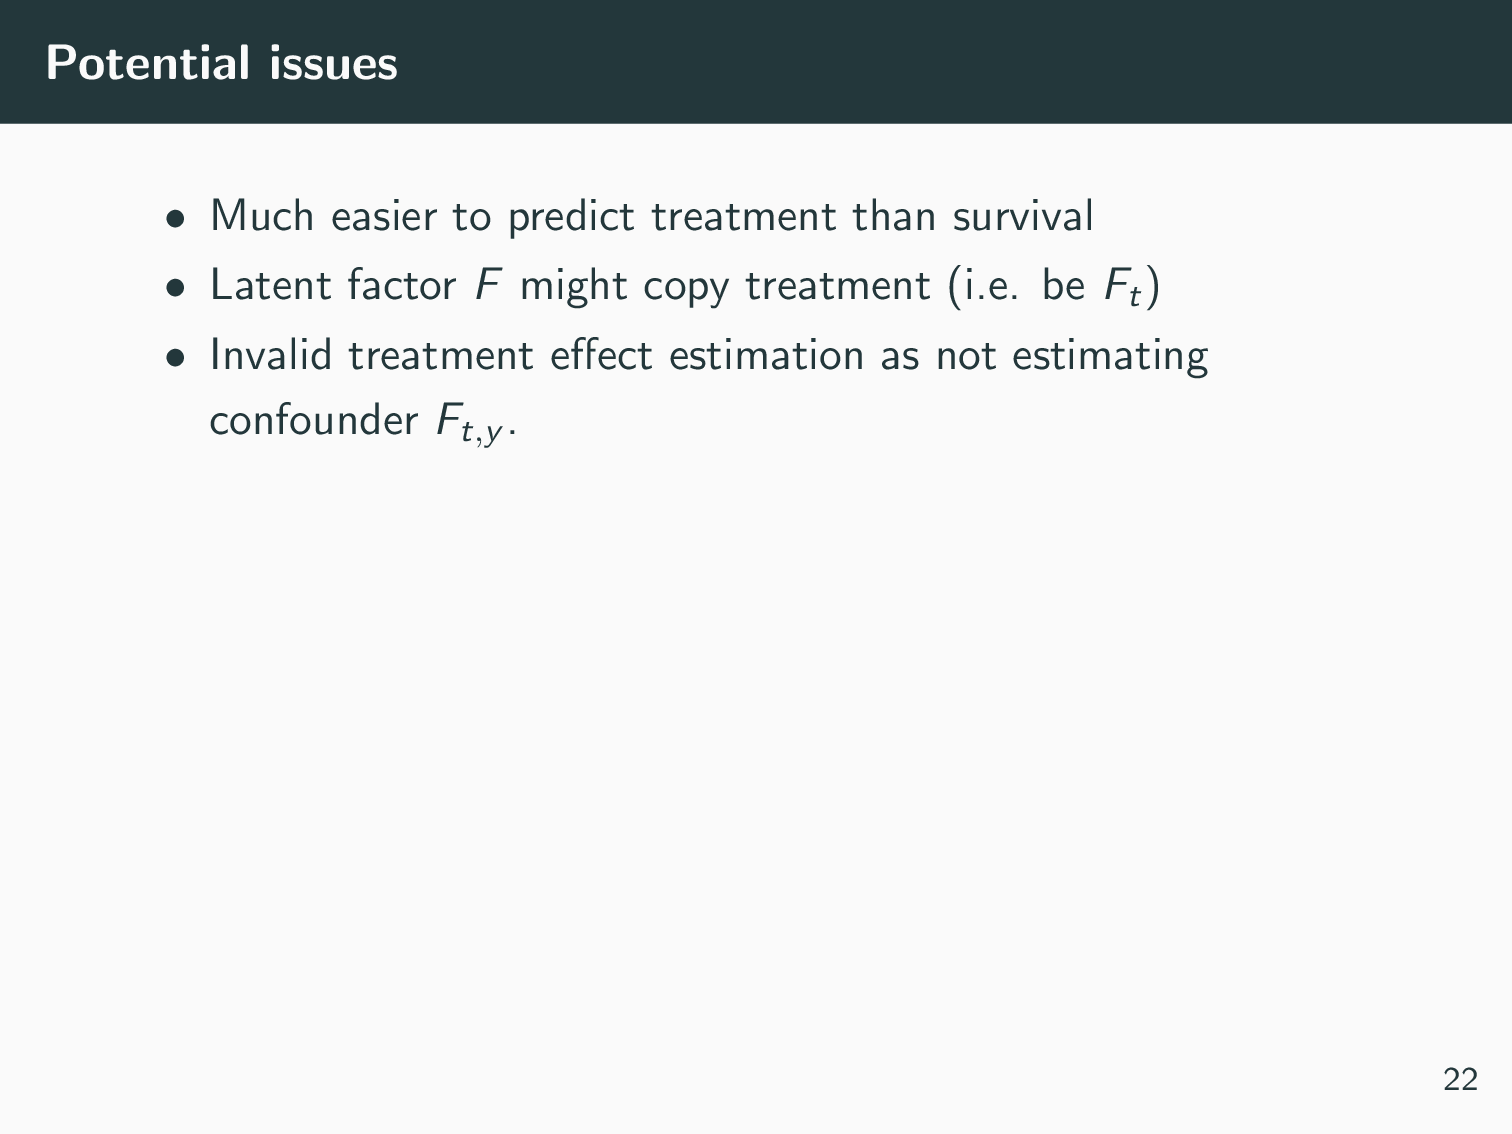 Potential issues
• Much easier to predict treatment than survival
• Latent factor F might copy treatment (i.e. be F_t)
• Invalid treatment effect estimation as not estimating
confounder F_{t,y}.
22